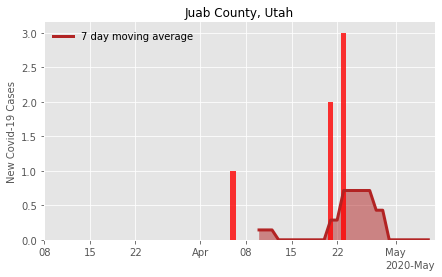 Juab County, Utah
7 day moving average
New Covid-19 Cases
3.0
2.5
2.0
1.5
1.0
0.5
0.0
08 15 22 Apr 08 15 22 May
2020-May